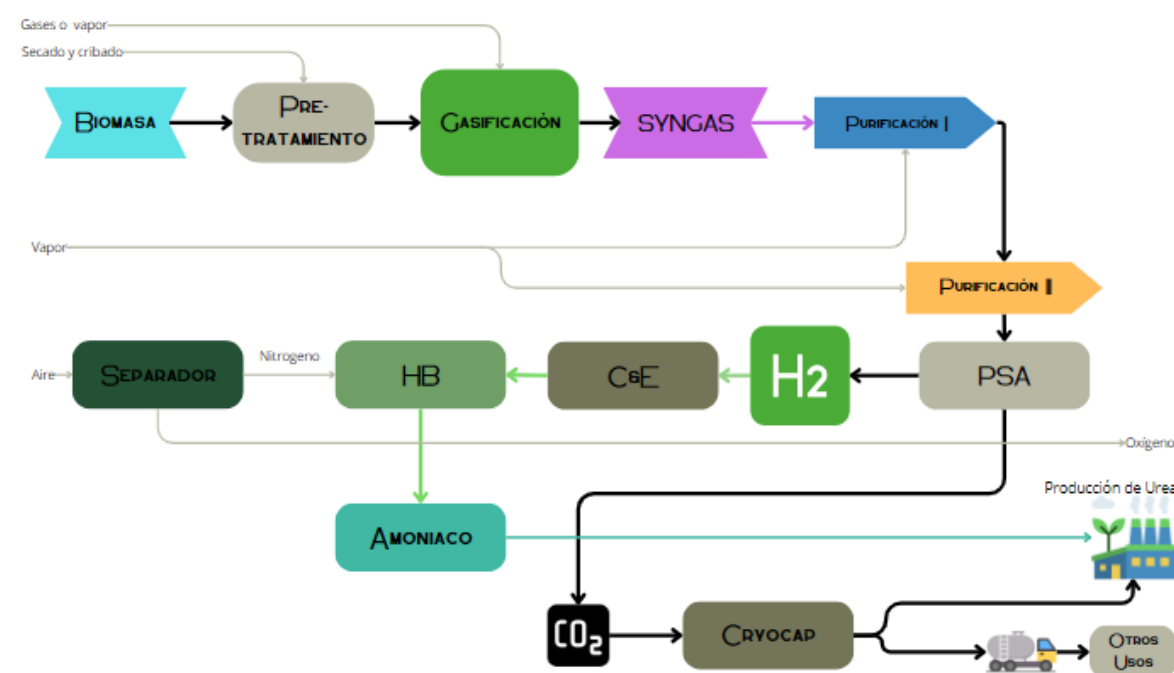 Gases o vapor
Secado y cribado
BIOMASA
PRE-
TRATAMIENTO
GASIFICACIÓN
SYNGAS
PURIFICACIÓN I
Vapor
PURIFICACIÓN II
Aire
SEPARADOR
Nitrogeno
HB
C&E
H2
PSA
Oxígeno
Producción de Urea
AMONIACO
CO2
CRYOCAP
OTROS
USOS